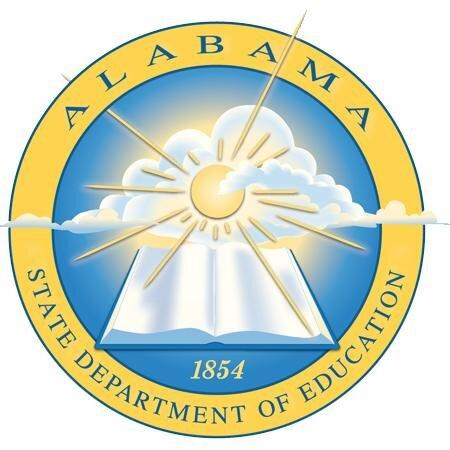 ALABAMA
1854
STATE DEPARTMENT OF EDUCATION